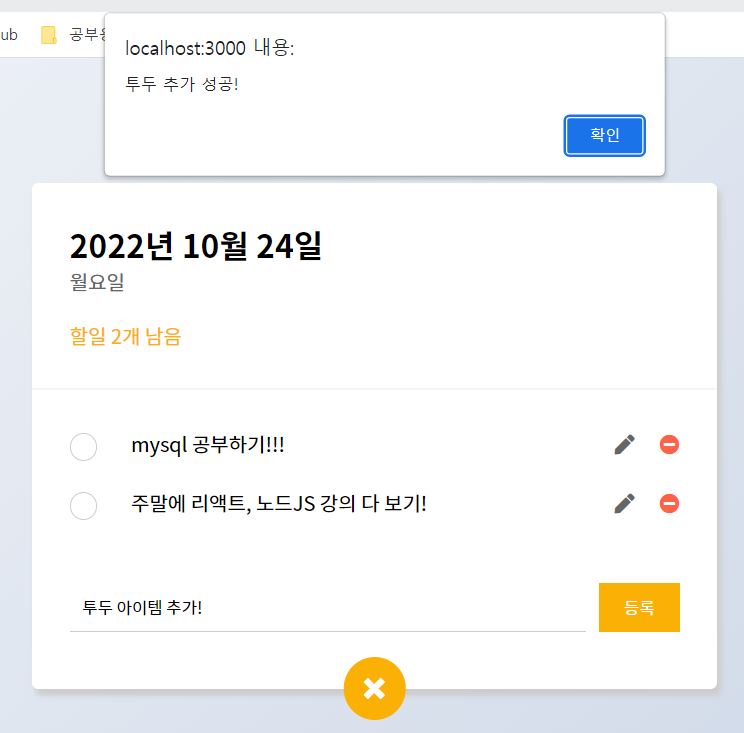 ub 공부용
localhost:3000 내용:
투두 추가 성공!
확인
2022년 10월 24일
월요일
할일 2개 남음
mysql 공부하기!!!
주말에 리액트, 노드JS 강의 다 보기!
투두 아이템 추가!
등록